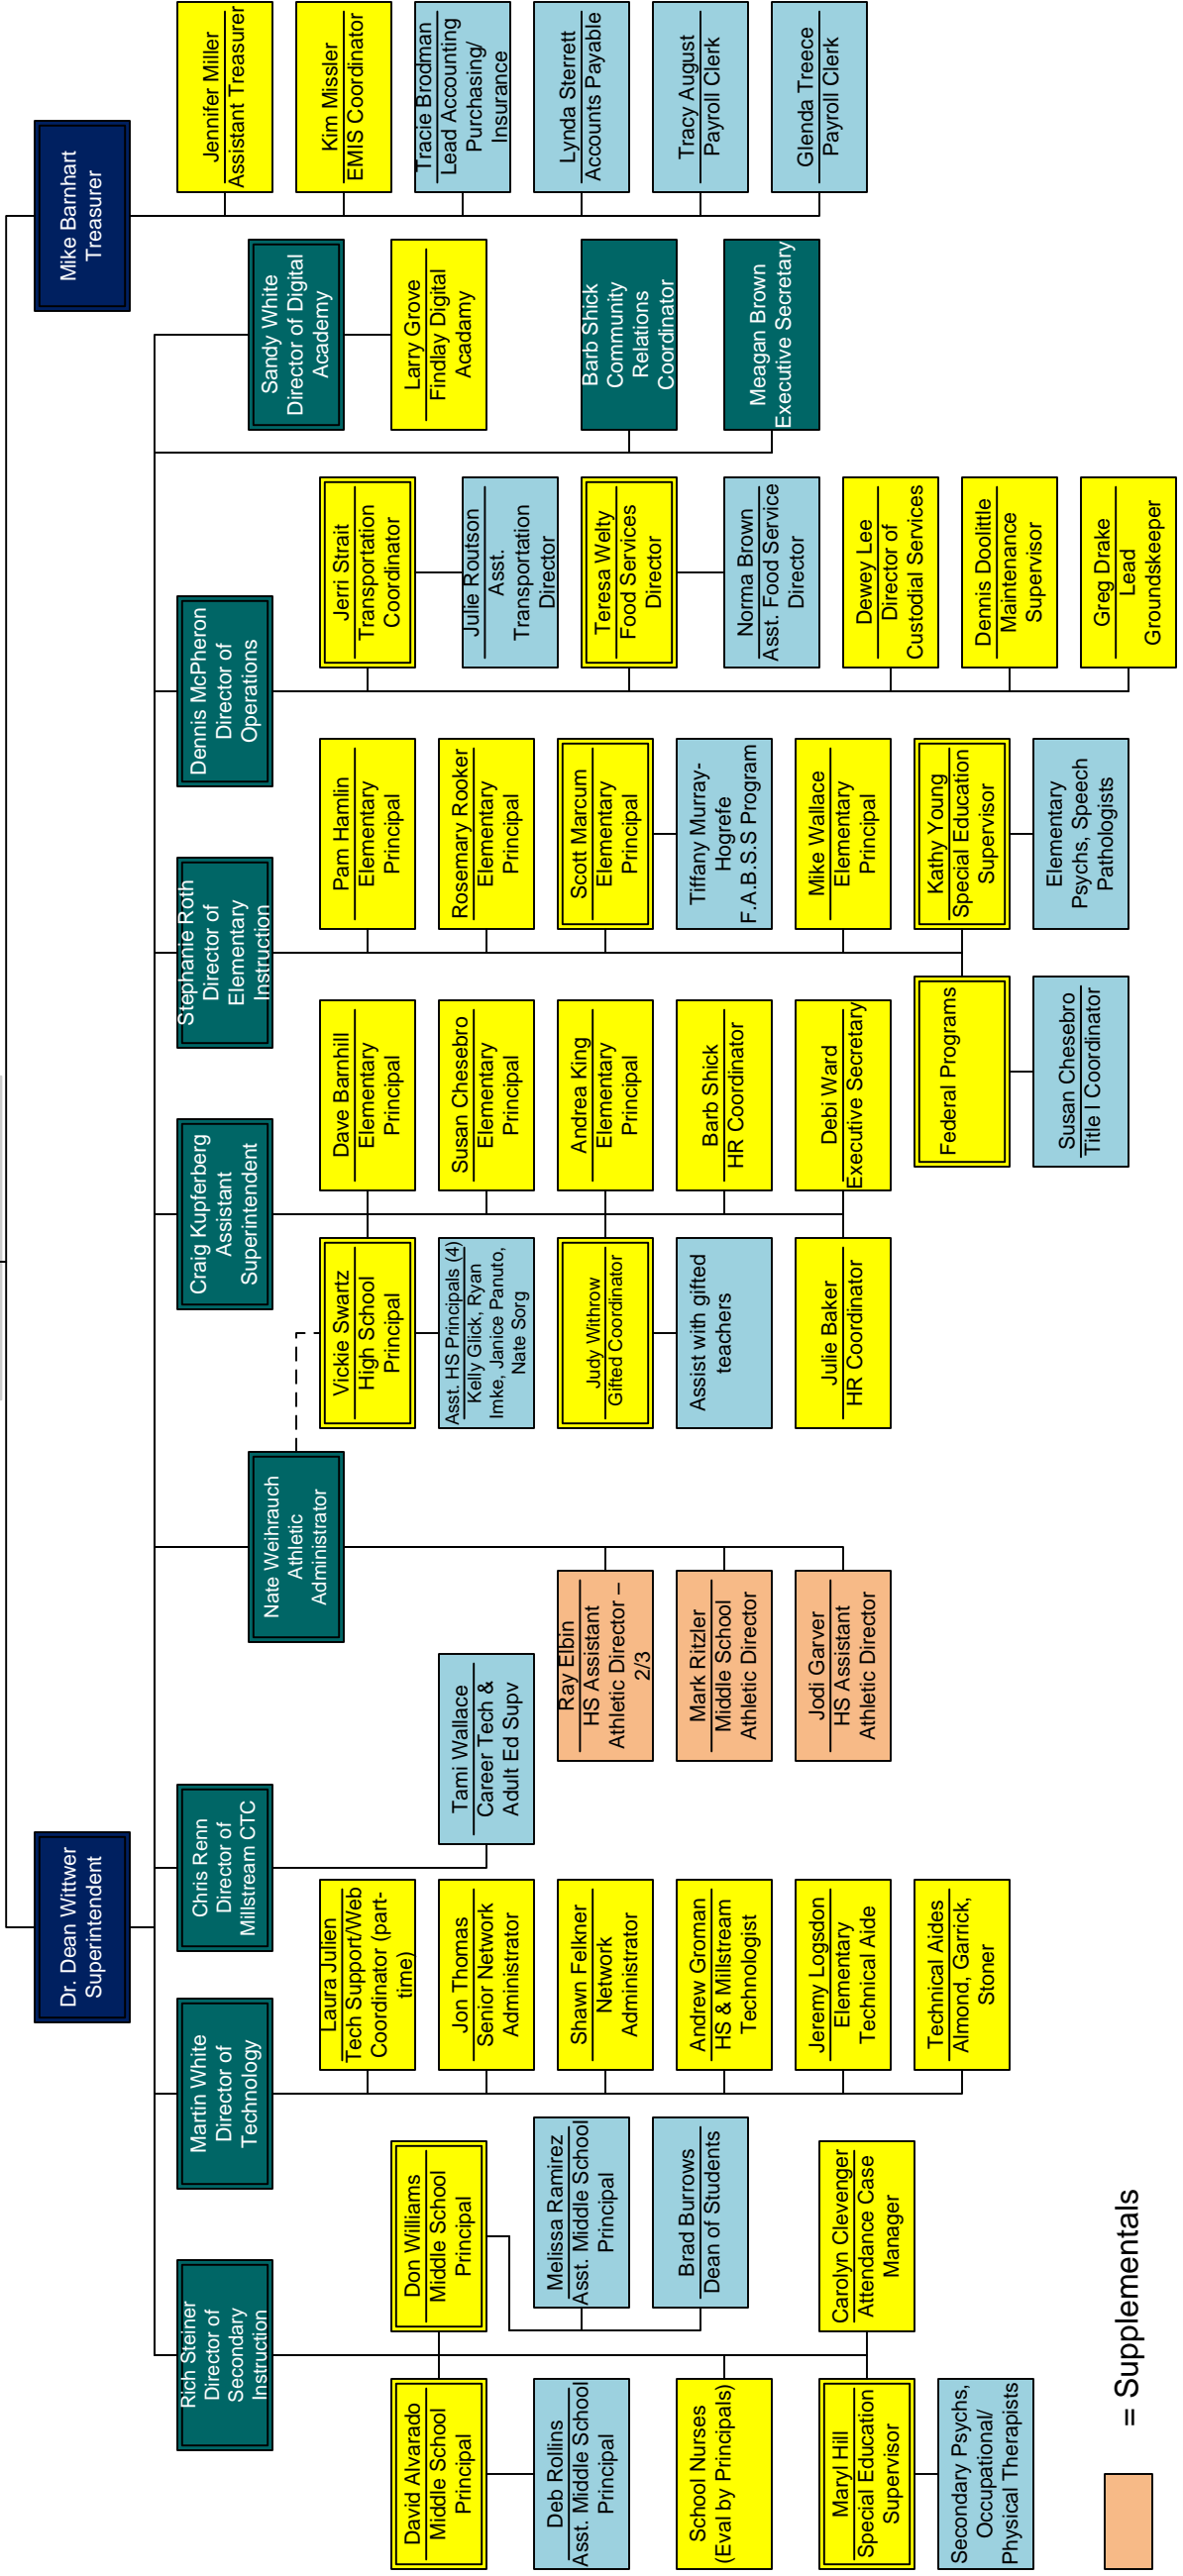 Dr. Dean Wittwer
Superintendent
Mike Barnhart
Treasurer
Rich Steiner
Director of
Secondary
Instruction
David Alvarado
Middle School
Principal
Deb Rollins
Asst. Middle School
Principal
School Nurses
(Eval by Principals)
Maryl Hill
Special Education
Supervisor
Secondary Psychs,
Occupational/
Physical Therapists
Don Williams
Middle School
Principal
Melissa Ramirez
Asst. Middle School
Principal
Brad Burrows
Dean of Students
Carolyn Clevenger
Attendance Case
Manager
Martin White
Director of
Technology
Laura Julien
Tech Support/Web
Coordinator (part-
time)
Jon Thomas
Senior Network
Administrator
Shawn Felkner
Network
Administrator
Andrew Groman
HS & Millstream
Technologist
Jeremy Logsdon
Elementary
Technical Aide
Technical Aides
Almond, Garrick,
Stoner
Chris Renn
Director of
Millstream CTC
Tami Wallace
Career Tech &
Adult Ed Supv
Nate Weihrauch
Athletic
Administrator
Ray Elbin
HS Assistant
Athletic Director –
2/3
Mark Ritzler
Middle School
Athletic Director
Jodi Garver
HS Assistant
Athletic Director
Craig Kupferberg
Assistant
Superintendent
Vickie Swartz
High School
Principal
Asst. HS Principals (4)
Kelly Glick, Ryan
Imke, Janice Panuto,
Nate Sorg
Judy Withrow
Gifted Coordinator
Assist with gifted
teachers
Julie Baker
HR Coordinator
Dave Barnhill
Elementary
Principal
Susan Chesebro
Elementary
Principal
Andrea King
Elementary
Principal
Barb Shick
HR Coordinator
Debi Ward
Executive Secretary
Stephanie Roth
Director of
Elementary
Instruction
Pam Hamlin
Elementary
Principal
Rosemary Rooker
Elementary
Principal
Scott Marcum
Elementary
Principal
Tiffany Murray-
Hogrefe
F.A.B.S.S Program
Mike Wallace
Elementary
Principal
Kathy Young
Special Education
Supervisor
Elementary
Psychs, Speech
Pathologists
Federal Programs
Susan Chesebro
Title I Coordinator
Dennis McPheron
Director of
Operations
Jerri Strait
Transportation
Coordinator
Julie Routson
Asst.
Transportation
Director
Teresa Welty
Food Services
Director
Norma Brown
Asst. Food Service
Director
Dewey Lee
Director of
Custodial Services
Dennis Doolittle
Maintenance
Supervisor
Greg Drake
Lead
Groundskeeper
Sandy White
Director of Digital
Academy
Larry Grove
Findlay Digital
Acadamy
Barb Shick
Community
Relations
Coordinator
Meagan Brown
Executive Secretary
Jennifer Miller
Assistant Treasurer
Kim Missler
EMIS Coordinator
Tracie Brodman
Lead Accounting
Purchasing/
Insurance
Lynda Sterrett
Accounts Payable
Tracy August
Payroll Clerk
Glenda Treece
Payroll Clerk
= Supplementals